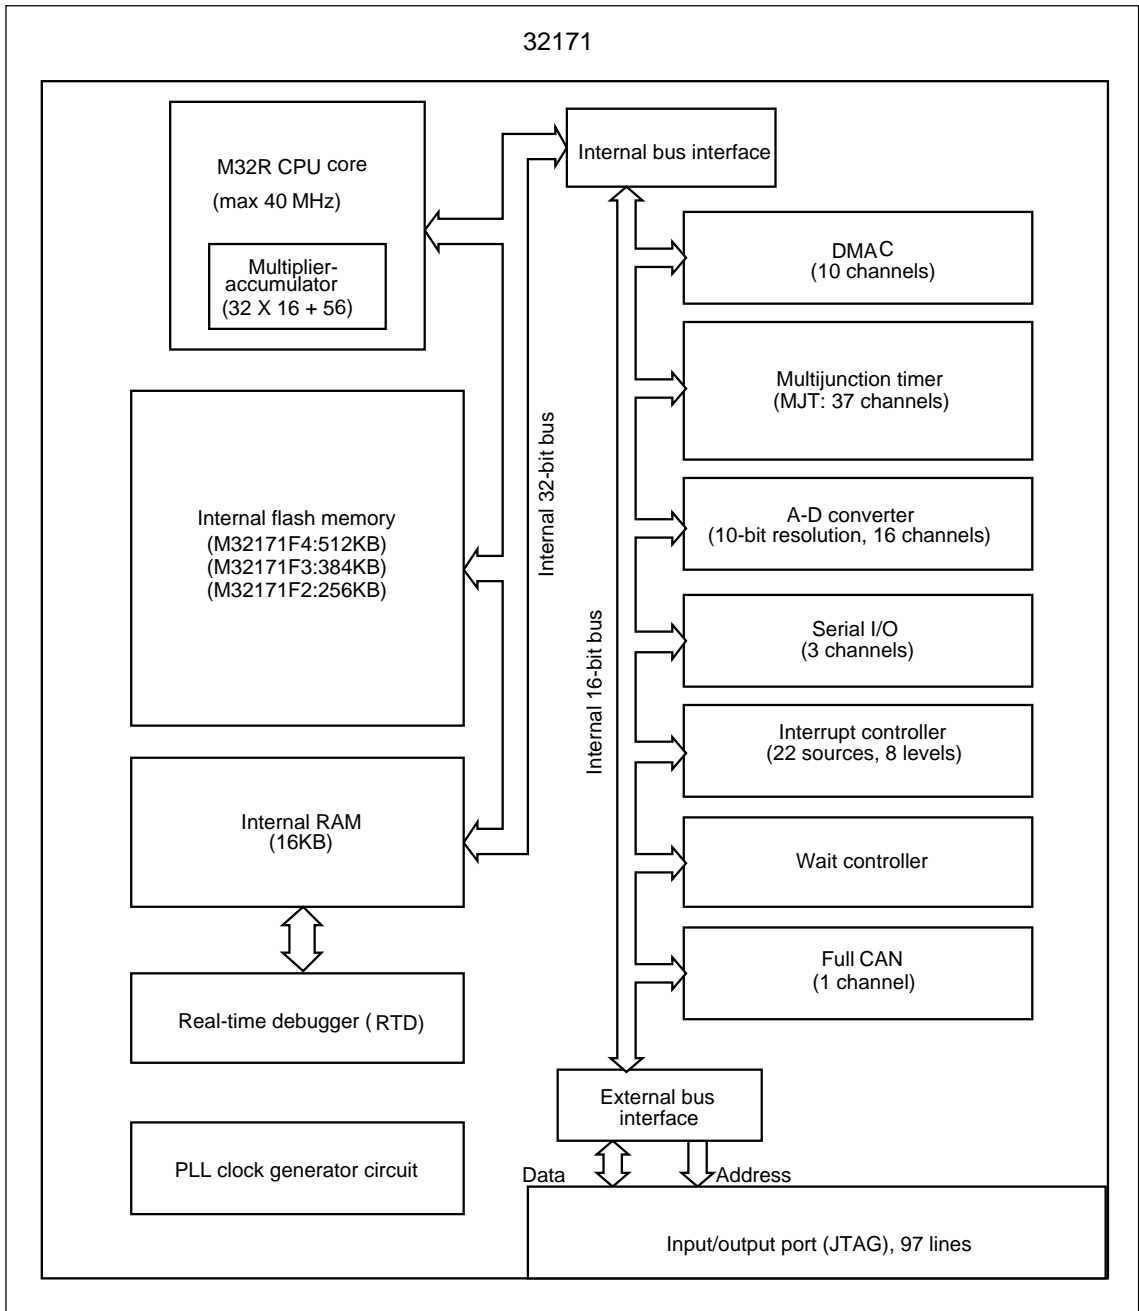 32171
M32R CPU core
(max 40 MHz)
Multiplier-
accumulator
(32 X 16 + 56)
Internal flash memory
(M32171F4:512KB)
(M32171F3:384KB)
(M32171F2:256KB)
Internal RAM
(16KB)
Real-time debugger (RTD)
PLL clock generator circuit
Internal 32-bit bus
Internal bus interface
Internal 16-bit bus
DMAC
(10 channels)
Multijunction timer
(MJT: 37 channels)
A-D converter
(10-bit resolution, 16 channels)
Serial I/O
(3 channels)
Interrupt controller
(22 sources, 8 levels)
Wait controller
Full CAN
(1 channel)
External bus
interface
Data
Address
Input/output port (JTAG), 97 lines